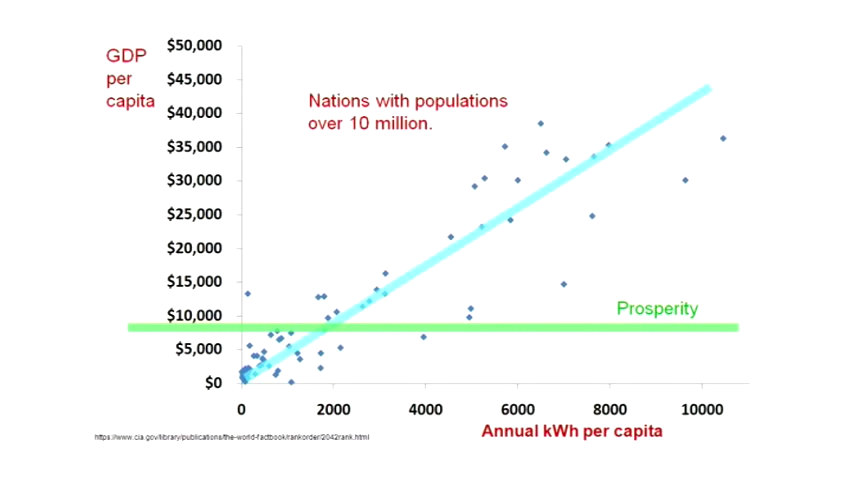 GDP
per
capita
$50,000
$45,000
$40,000
$35,000
$30,000
$25,000
$20,000
$15,000
$10,000
$5,000
$0
Nations with populations
over 10 million.
Prosperity
0 2000 4000 6000 8000 10000
Annual kWh per capita
https://www.cia.gov/library/publications/the-world-factbook/rankorder/2042rank.html